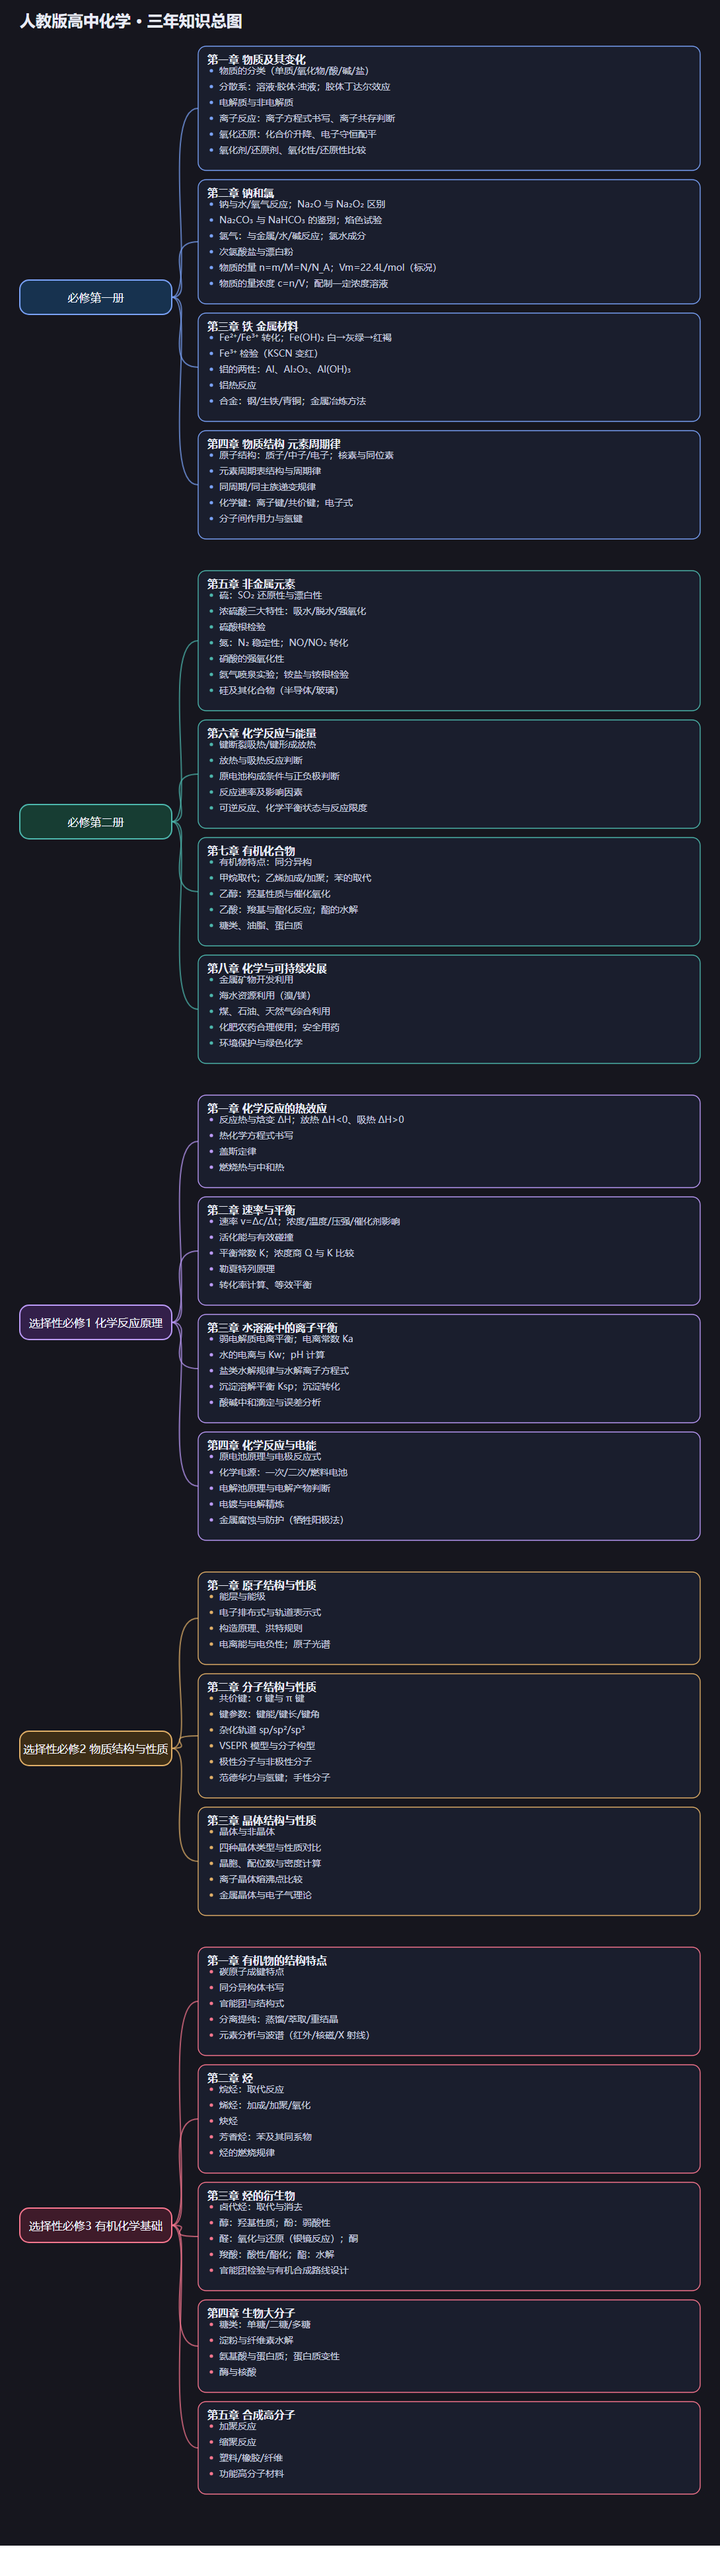 人教版高中化学·三年知识总图
必修第一册
第一章 物质及其变化
物质的分类（单质/氧化物/酸/碱/盐）
分散系：溶液·胶体·浊液；胶体丁达尔效应
电解质与非电解质
离子反应：离子方程式书写、离子共存判断
氧化还原：化合价升降、电子守恒配平
氧化剂/还原剂、氧化性/还原性比较
第二章 钠和氯
钠与水/氧气反应；Na₂O 与 Na₂O₂ 区别
Na₂CO₃ 与 NaHCO₃ 的鉴别；焰色试验
氯气：与金属/水/碱反应；氯水成分
次氯酸盐与漂白粉
物质的量 n=m/M=N/N_A；Vm=22.4L/mol（标况）
物质的量浓度 c=n/V；配制一定浓度溶液
第三章 铁 金属材料
Fe²⁺/Fe³⁺ 转化；Fe(OH)₂ 白→灰绿→红褐
Fe³⁺ 检验（KSCN 变红）
铝的两性：Al、Al₂O₃、Al(OH)₃
铝热反应
合金：钢/生铁/青铜；金属冶炼方法
第四章 物质结构 元素周期律
原子结构：质子/中子/电子；核素与同位素
元素周期表结构与周期律
同周期/同主族递变规律
化学键：离子键/共价键；电子式
分子间作用力与氢键
必修第二册
第五章 非金属元素
硫：SO₂ 还原性与漂白性
浓硫酸三大特性：吸水/脱水/强氧化
硫酸根检验
氮：N₂ 稳定性；NO/NO₂ 转化
硝酸的强氧化性
氨气喷泉实验；铵盐与铵根检验
硅及其化合物（半导体/玻璃）
第六章 化学反应与能量
键断裂吸热/键形成放热
放热与吸热反应判断
原电池构成条件与正负极判断
反应速率及影响因素
可逆反应、化学平衡状态与反应限度
第七章 有机化合物
有机物特点：同分异构
甲烷取代；乙烯加成/加聚；苯的取代
乙醇：羟基性质与催化氧化
乙酸：羧基与酯化反应；酯的水解
糖类、油脂、蛋白质
第八章 化学与可持续发展
金属矿物开发利用
海水资源利用（溴/镁）
煤、石油、天然气综合利用
化肥农药合理使用；安全用药
环境保护与绿色化学
选择性必修1 化学反应原理
第一章 化学反应的热效应
反应热与焓变 ΔH；放热 ΔH<0、吸热 ΔH>0
热化学方程式书写
盖斯定律
燃烧热与中和热
第二章 速率与平衡
速率 v=Δc/Δt；浓度/温度/压强/催化剂影响
活化能与有效碰撞
平衡常数 K；浓度商 Q 与 K 比较
勒夏特列原理
转化率计算、等效平衡
第三章 水溶液中的离子平衡
弱电解质电离平衡；电离常数 Ka
水的电离与 Kw；pH 计算
盐类水解规律与水解离子方程式
沉淀溶解平衡 Ksp；沉淀转化
酸碱中和滴定与误差分析
第四章 化学反应与电能
原电池原理与电极反应式
化学电源：一次/二次/燃料电池
电解池原理与电解产物判断
电镀与电解精炼
金属腐蚀与防护（牺牲阳极法）
选择性必修2 物质结构与性质
第一章 原子结构与性质
能层与能级
电子排布式与轨道表示式
构造原理、洪特规则
电离能与电负性；原子光谱
第二章 分子结构与性质
共价键：σ 键与 π 键
键参数：键能/键长/键角
杂化轨道 sp/sp²/sp³
VSEPR 模型与分子构型
极性分子与非极性分子
范德华力与氢键；手性分子
第三章 晶体结构与性质
晶体与非晶体
四种晶体类型与性质对比
晶胞、配位数与密度计算
离子晶体熔沸点比较
金属晶体与电子气理论
选择性必修3 有机化学基础
第一章 有机物的结构特点
碳原子成键特点
同分异构体书写
官能团与结构式
分离提纯：蒸馏/萃取/重结晶
元素分析与波谱（红外/核磁/X 射线）
第二章 烃
烷烃：取代反应
烯烃：加成/加聚/氧化
炔烃
芳香烃：苯及其同系物
烃的燃烧规律
第三章 烃的衍生物
卤代烃：取代与消去
醇：羟基性质；酚：弱酸性
醛：氧化与还原（银镜反应）；酮
羧酸：酸性/酯化；酯：水解
官能团检验与有机合成路线设计
第四章 生物大分子
糖类：单糖/二糖/多糖
淀粉与纤维素水解
氨基酸与蛋白质；蛋白质变性
酶与核酸
第五章 合成高分子
加聚反应
缩聚反应
塑料/橡胶/纤维
功能高分子材料